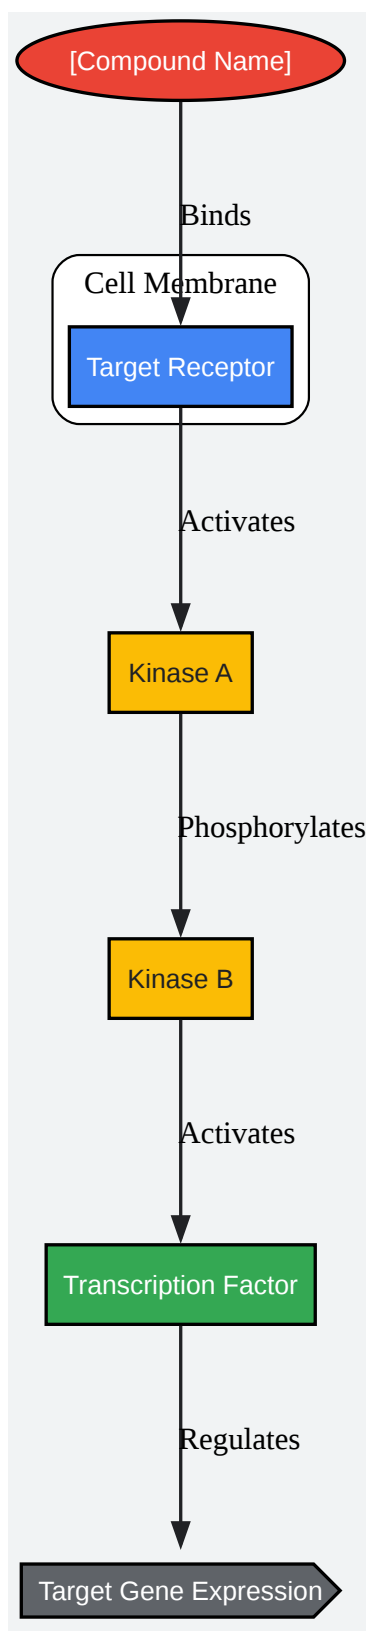 [Compound Name]
Binds
Cell Membrane
Target Receptor
Activates
Kinase A
Phosphorylates
Kinase B
Activates
Transcription Factor
Regulates
Target Gene Expression